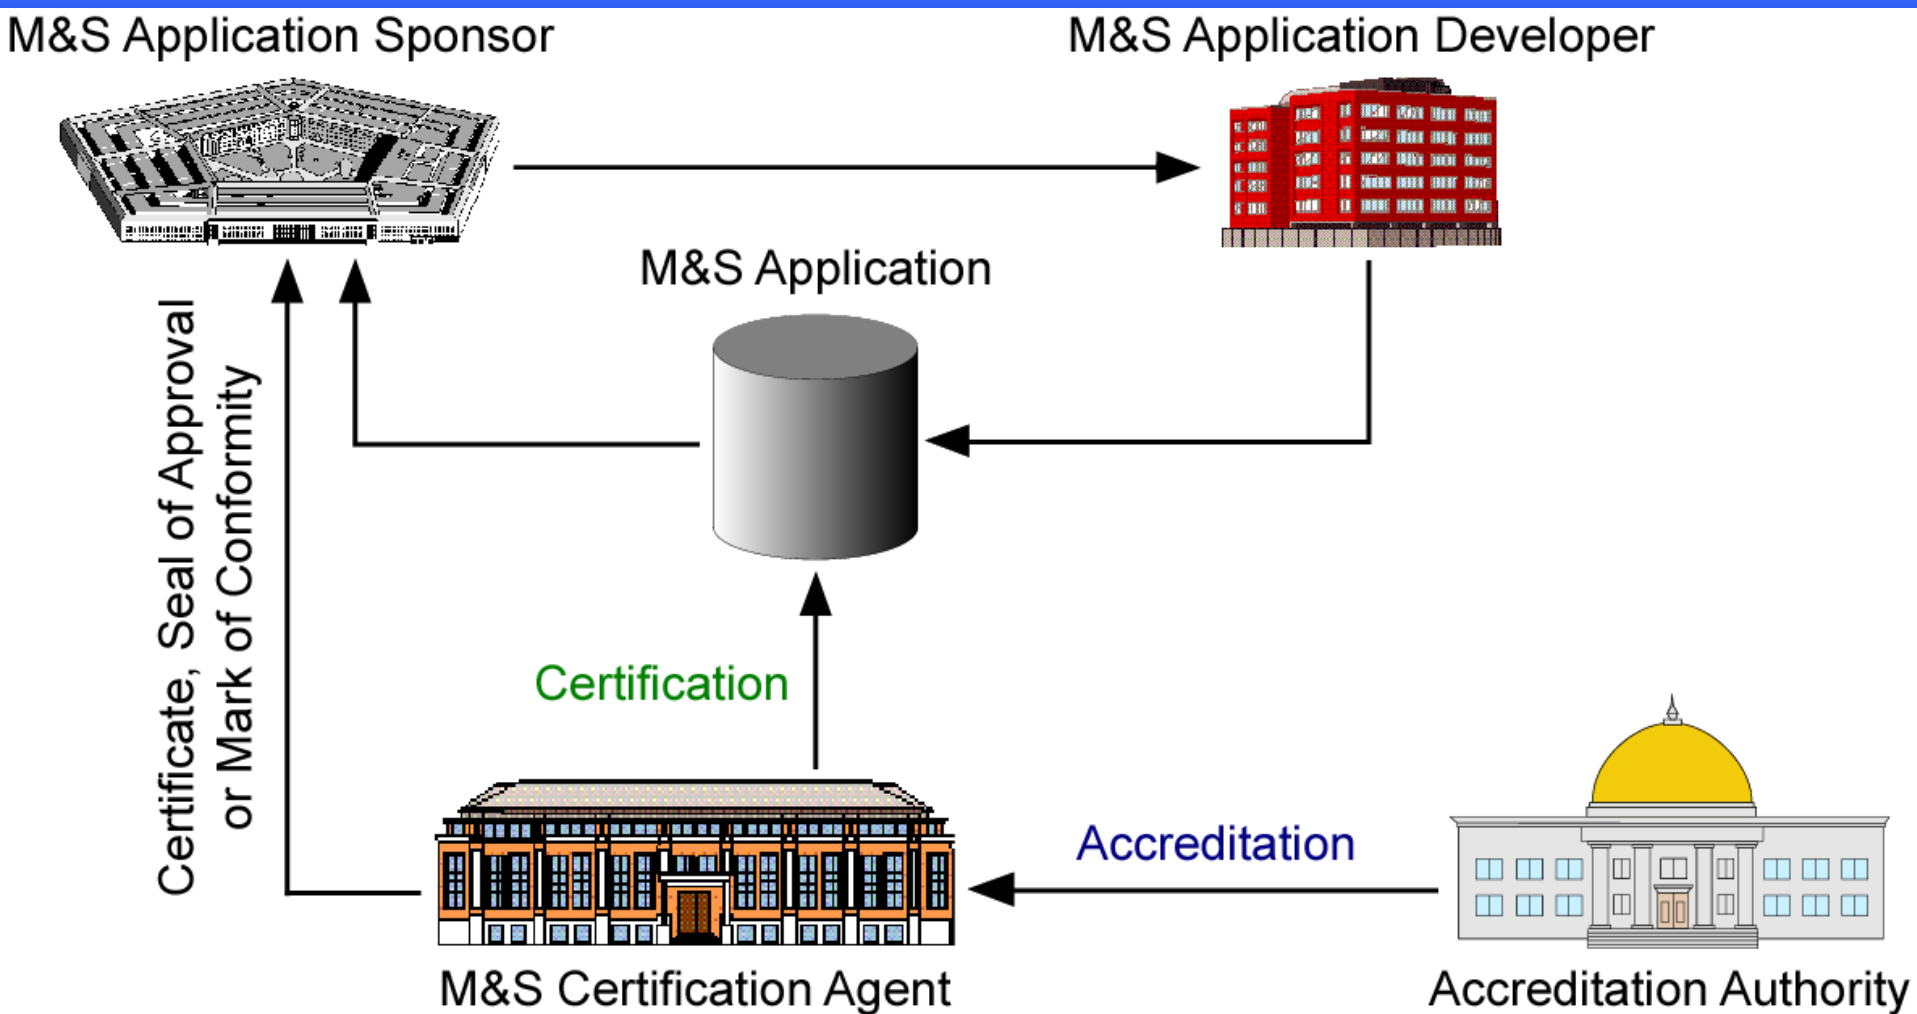 M&S Application Sponsor
M&S Application Developer
M&S Application
Certificate, Seal of Approval
or Mark of Conformity
Certification
Accreditation
M&S Certification Agent
Accreditation Authority